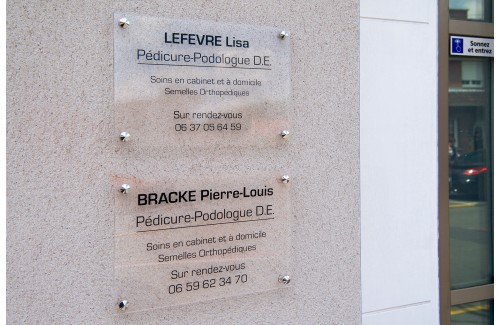 LEFEVRE Lisa
Pédicure-Podologue D.E.
Soins en cabinet et à domicile
Semelles Orthopédiques
Sur rendez-vous
06 37 05 64 59
BRACKE Pierre-Louis
Pédicure-Podologue D.E.
Soins en cabinet et à domicile
Semelles Orthopédiques
Sur rendez-vous
06 59 62 34 70
Sonnez
et entrez